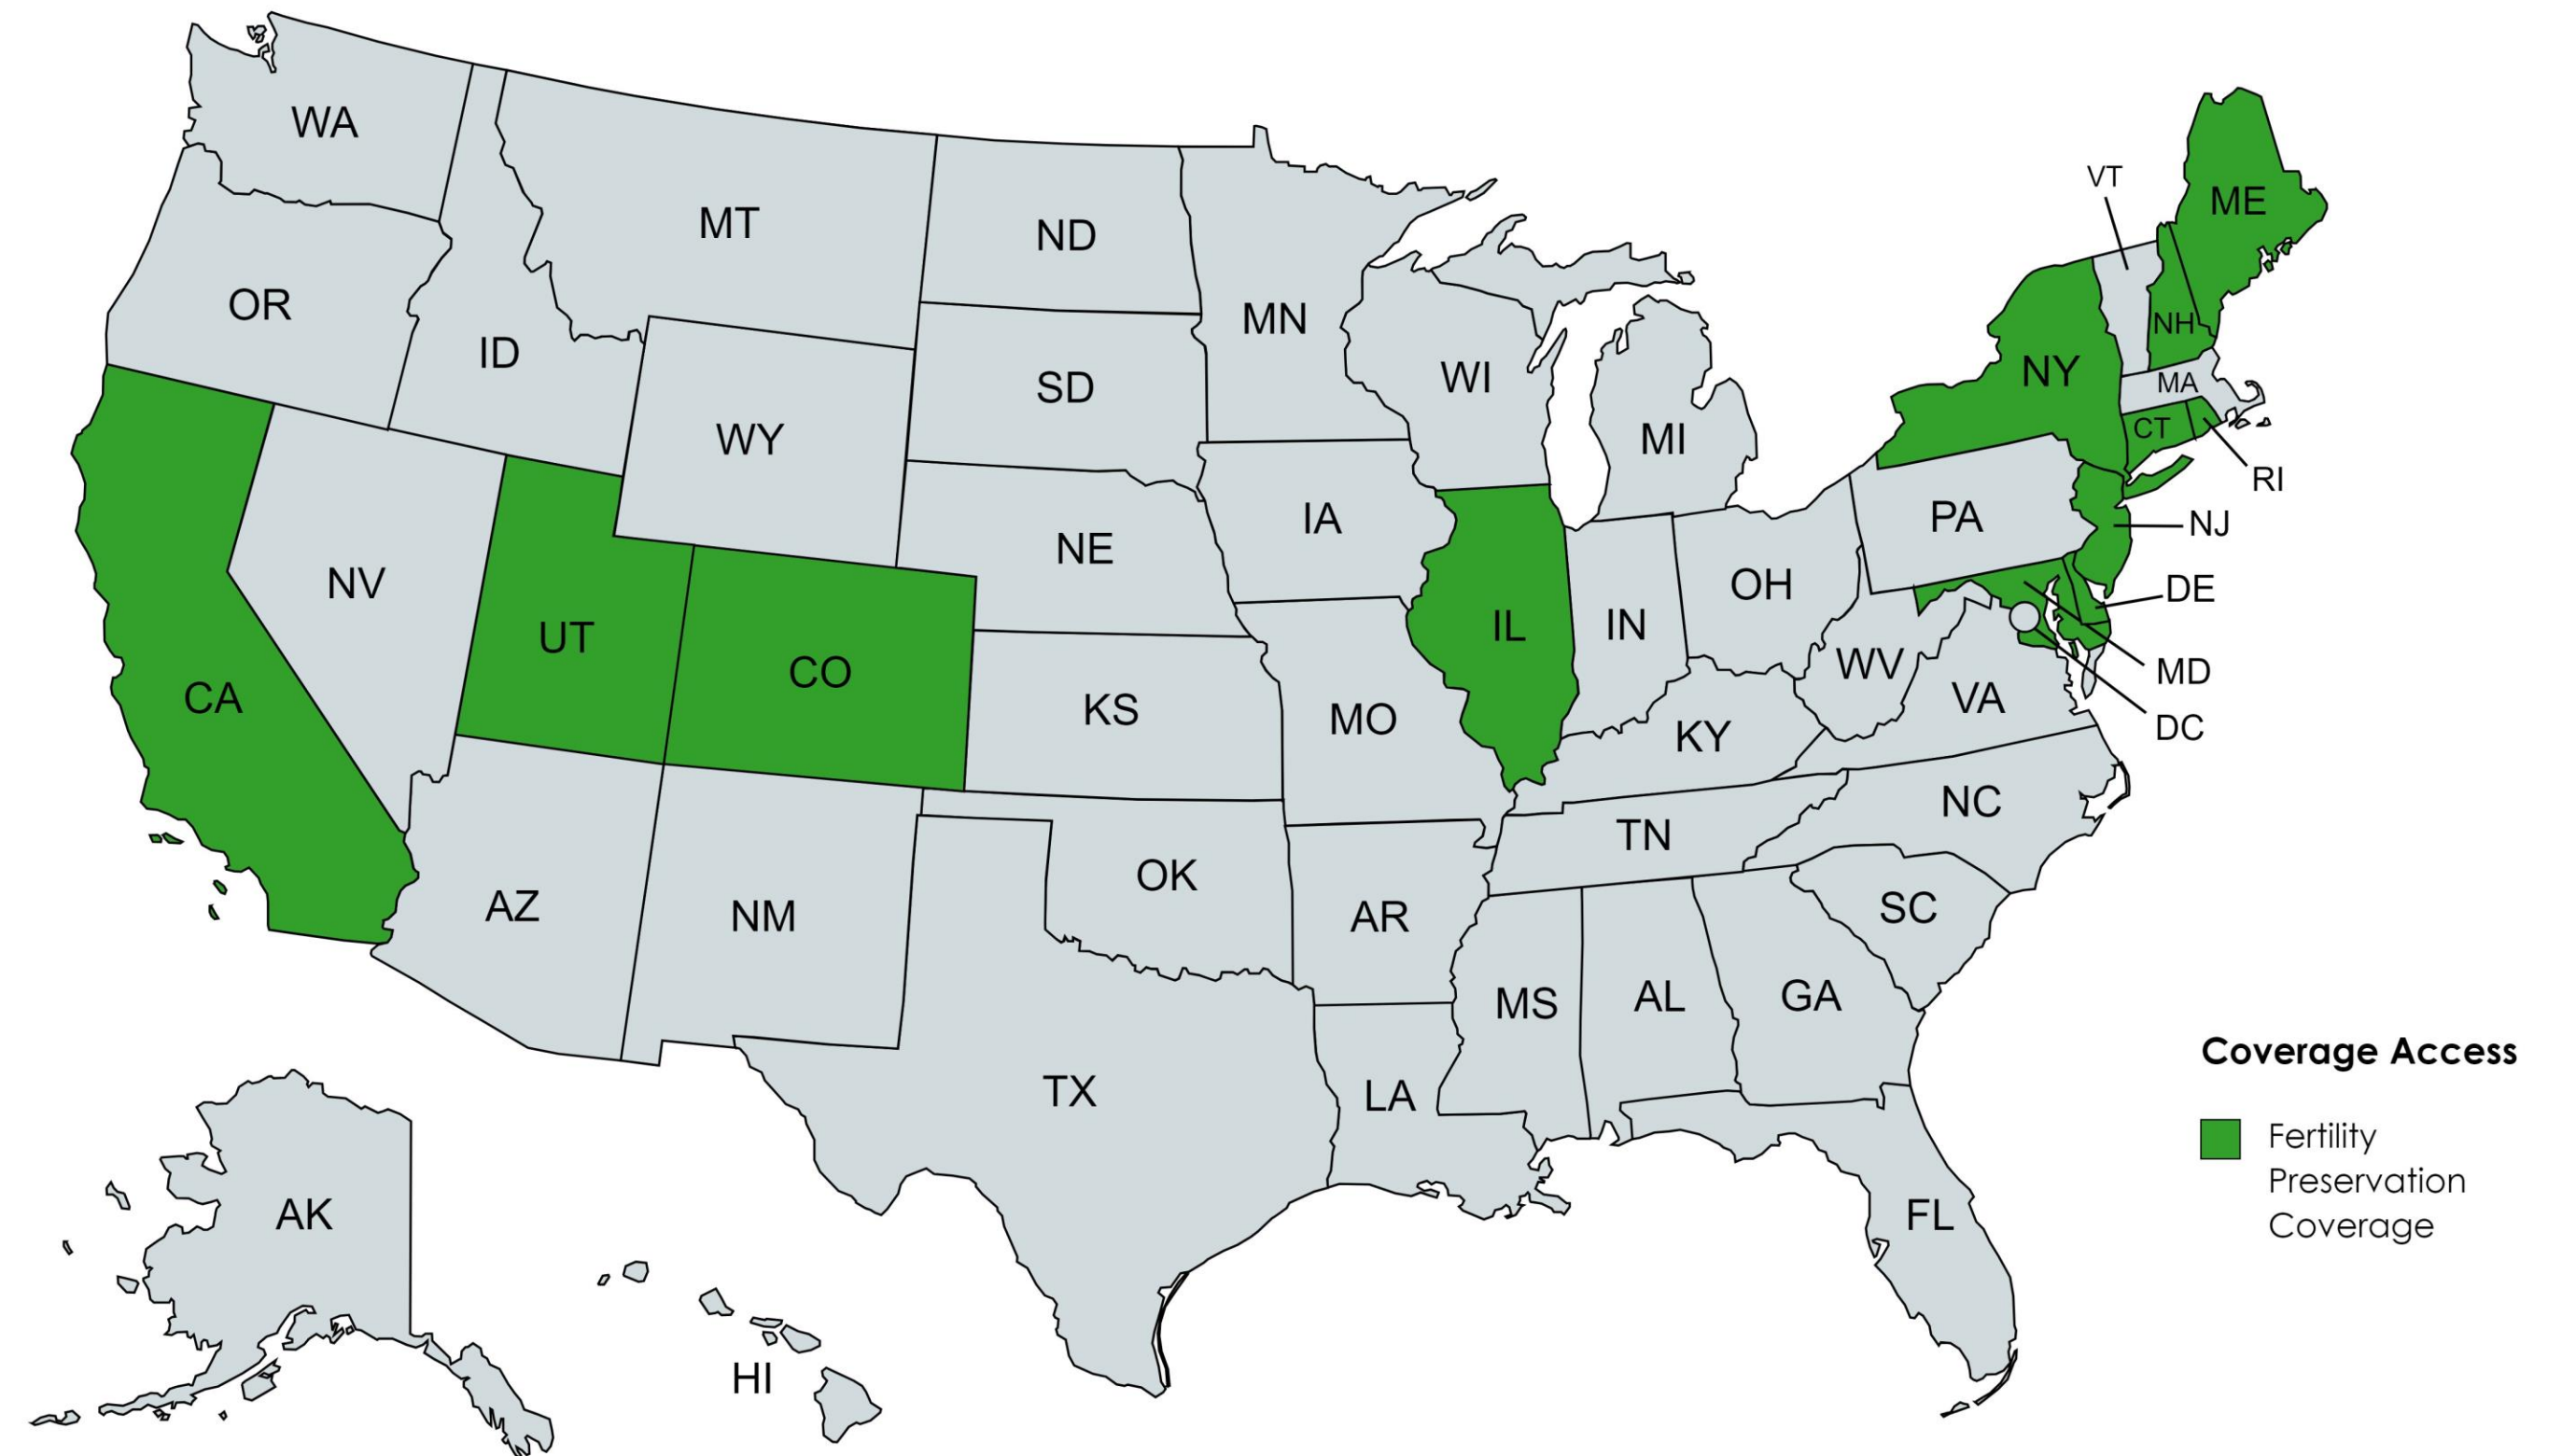 WA
MT
ND
MN
VT
ME
OR
ID
SD
WI
NH
NY
MA
WY
MI
CT
RI
IA
PA
NJ
NE
NV
OH
DE
UT
IL
IN
CO
WV
MD
CA
KS
MO
VA
KY
DC
NC
TN
OK
AZ
NM
AR
SC
MS
AL
GA
TX
LA
Coverage Access
Fertility
Preservation
Coverage
AK
FL
HI